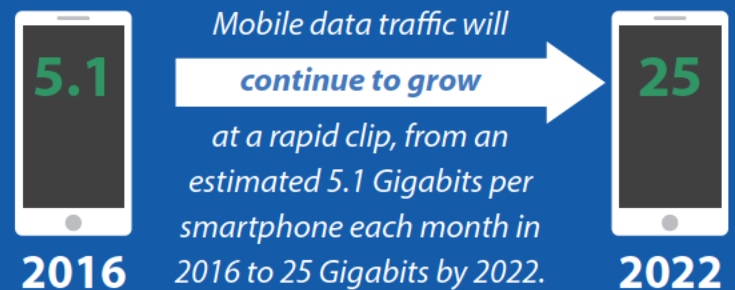 5.1
2016
Mobile data traffic will
continue to grow
at a rapid clip, from an
estimated 5.1 Gigabits per
smartphone each month in
2016 to 25 Gigabits by 2022.
25
2022